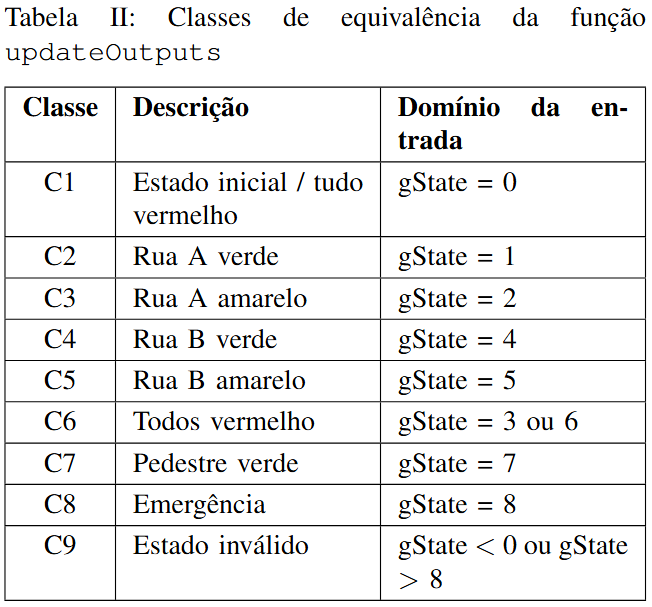 Tabela II: Classes de equivalência da função
updateOutputs
Classe Descrição Domínio da en-
trada
C1 Estado inicial / tudo gState = 0
vermelho
C2 Rua A verde gState = 1
C3 Rua A amarelo gState = 2
C4 Rua B verde gState = 4
C5 Rua B amarelo gState = 5
C6 Todos vermelho gState = 3 ou 6
C7 Pedestre verde gState = 7
C8 Emergência gState = 8
C9 Estado inválido gState < 0 ou gState
> 8